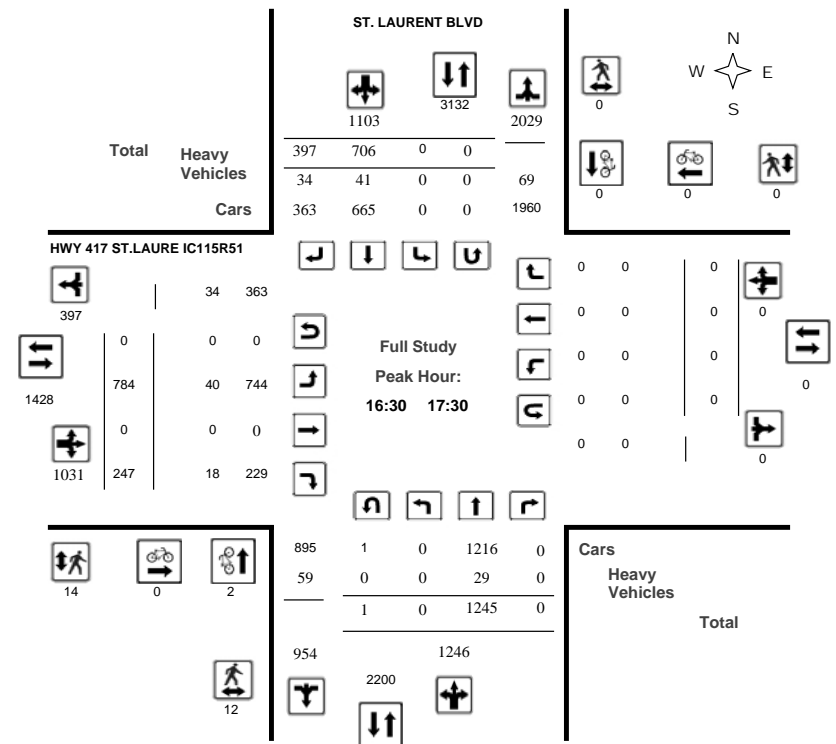 ST. LAURENT BLVD
N
W E
S
3132
1103 2029
0
Total Heavy Vehicles
Cars
397 706 0 0
34 41 0 0 69
363 665 0 0 1960
0 0 0
HWY 417 ST.LAURE IC115R51
397
34 363
0 0 0
1428
784 40 744
0 0 0
1031
247 18 229
Full Study
Peak Hour:
16:30 17:30
0 0 0
0
0 0 0
0 0 0
0
0 0 0
0 0
0
895 1 0 1216 0
59 0 0 29 0
1 0 1245 0
954 1246
2200
Cars
Heavy
Vehicles
Total
14 0 2
12